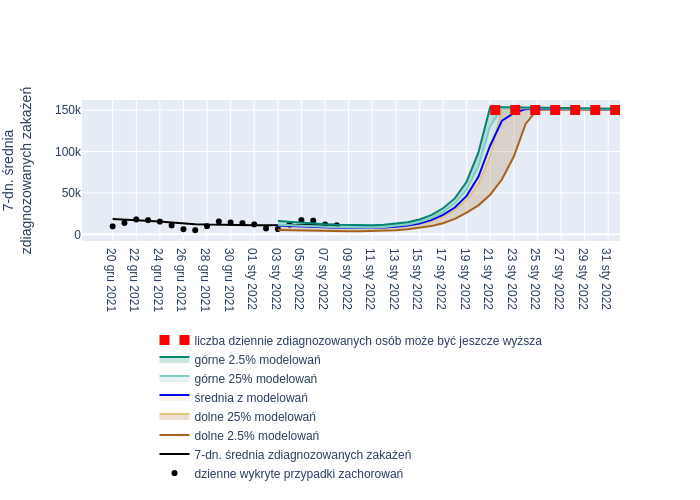 7-dn. średnia
zdiagnozowanych zakażeń
150k
100k
50k
0
20 gru 2021
22 gru 2021
24 gru 2021
26 gru 2021
28 gru 2021
30 gru 2021
01 sty 2022
03 sty 2022
05 sty 2022
07 sty 2022
09 sty 2022
11 sty 2022
13 sty 2022
15 sty 2022
17 sty 2022
19 sty 2022
21 sty 2022
23 sty 2022
25 sty 2022
27 sty 2022
29 sty 2022
31 sty 2022
liczba dziennie zdiagnozowanych osób może być jeszcze wyższa
górne 2.5% modelowań
górne 25% modelowań
średnia z modelowań
dolne 25% modelowań
dolne 2.5% modelowań
7-dn. średnia zdiagnozowanych zakażeń
dzienne wykryte przypadki zachorowań